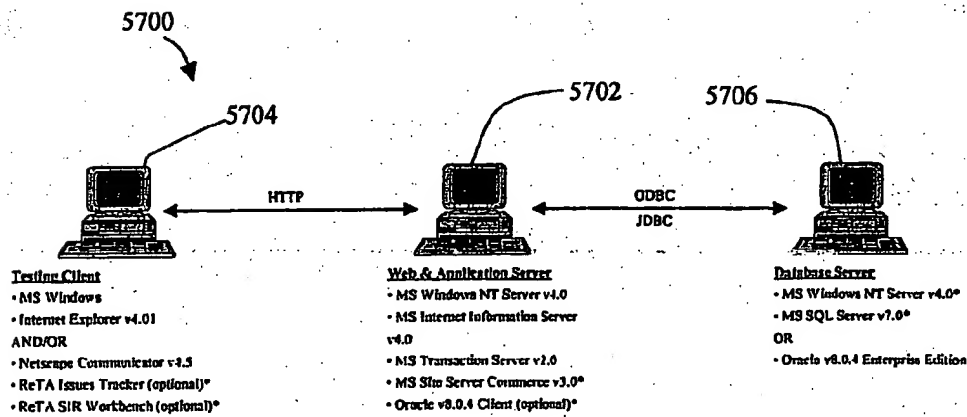 5700
5704
5702
5706
HTTP
ODBC
JDBC
Testing Client
• MS Windows
• Internet Explorer v4.01
AND/OR
• Netscape Communicator v4.5
• ReTA Issues Tracker (optional)*
• ReTA SIR Workbench (optional)*
Web & Application Server
• MS Windows NT Server v4.0
• MS Internet Information Server
v4.0
• MS Transaction Server v2.0
• MS Site Server Commerce v3.0*
• Oracle v8.0.4 Client (optional)*
Database Server
• MS Windows NT Server v4.0*
• MS SQL Server v7.0*
OR
• Oracle v8.0.4 Enterprise Edition